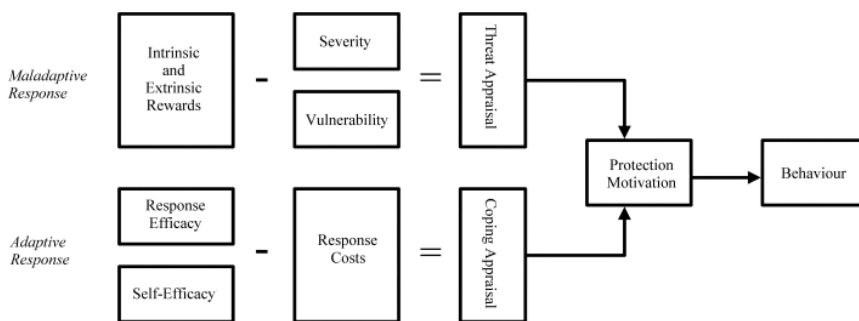 Maladaptive
Response
Intrinsic
and
Extrinsic
Rewards
-
Severity
Vulnerability
=
Threat Appraisal
Protection
Motivation
Behaviour
Adaptive
Response
Response
Efficacy
Self-Efficacy
-
Response
Costs
=
Coping Appraisal